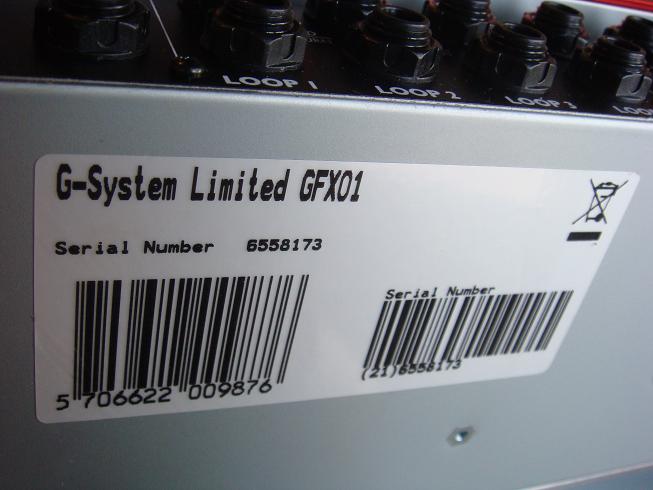 LOOP 1
LOOP 2
LOOP 3
G-System Limited GFX01
Serial Number 6558173
Serial Number
5 706622 009876
(21)6558173